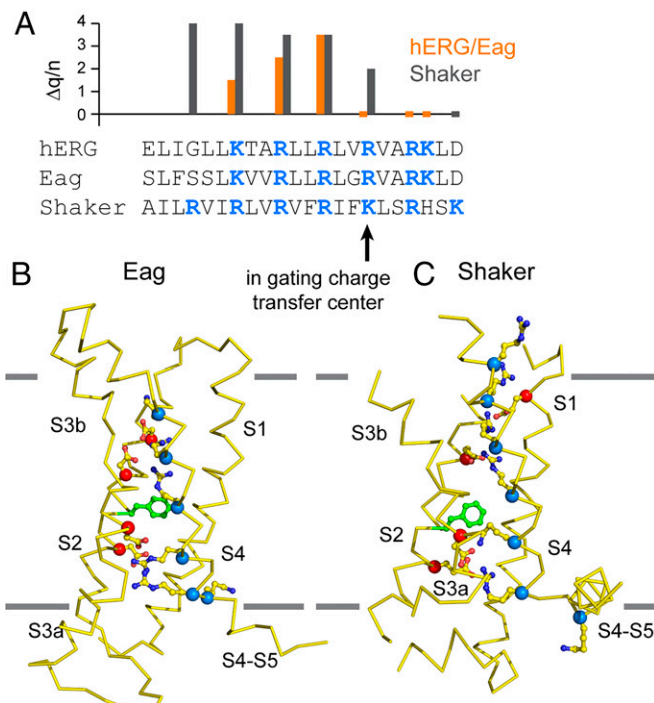 A
4
3
2
1
0
Δq/n
hERG/Eag
Shaker
hERG ELIGLLKTARLLRLVRVARKLD
Eag SLFSSLKVVRLLRLGRVARKLD
Shaker AILRVIRLVRVFRIFKLSRHSK
in gating charge
transfer center
B Eag
C Shaker
S3b
S1
S2
S4
S3a
S4-S5
S1
S3b
S2
S4
S3a
S4-S5